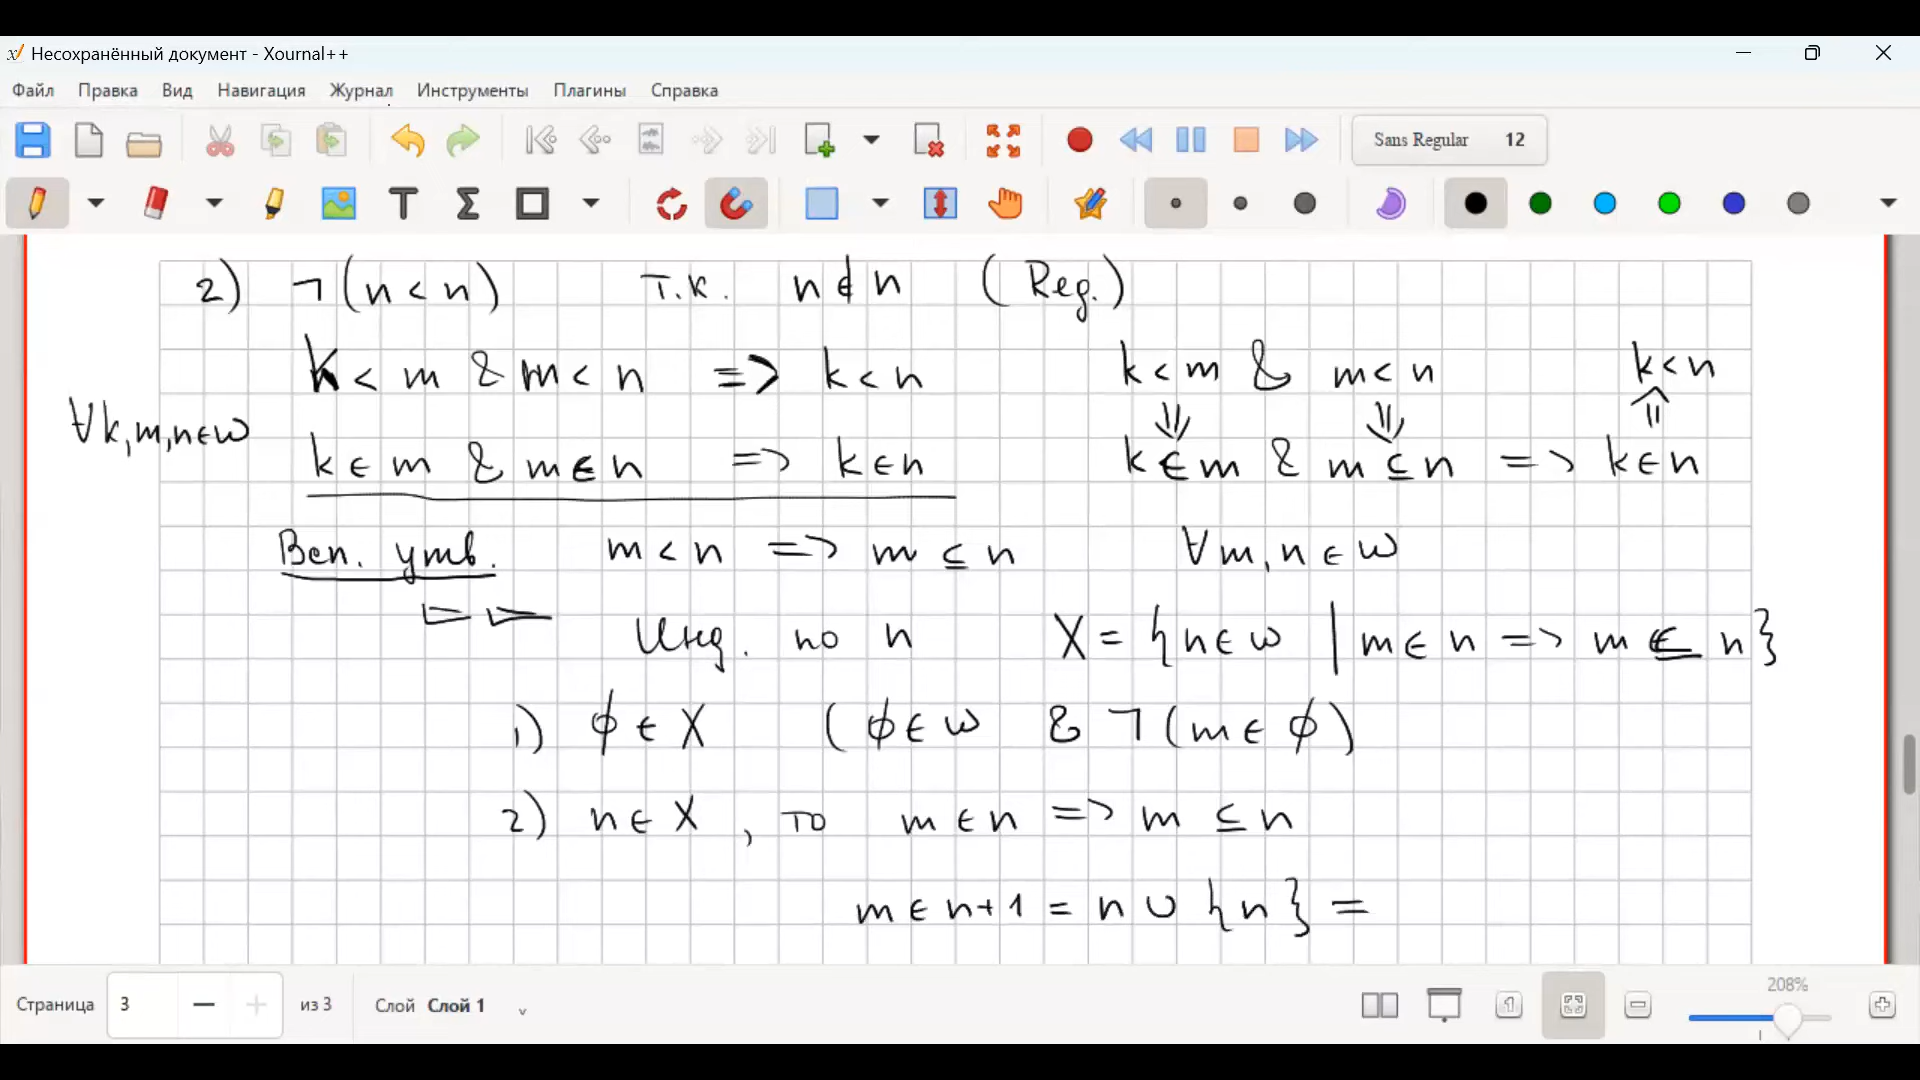 Несохранённый документ - Xournal++
Файл Правка Вид Навигация Журнал Инструменты Плагины Справка
Sans Regular 12
2) ¬(n < n) т.к. n ∉ n (Reg.)
k < m & m < n => k < n k < m & m < n k < n
∀k,m,n∈ω
k ∈ m & m ∈ n => k ∈ n k ∈ m & m ⊆ n => k ∈ n
Всп. утв. m < n => m ⊆ n ∀m, n ∈ ω
Инд. по n X = {n ∈ ω | m ∈ n => m ⊆ n}
1) ϕ ∈ X (ϕ ∈ ω & ¬(m ∈ ϕ)
2) n ∈ X, то m ∈ n => m ⊆ n
m ∈ n+1 = n ∪ {n} =
Страница 3 из 3 Слой Слой 1 208%